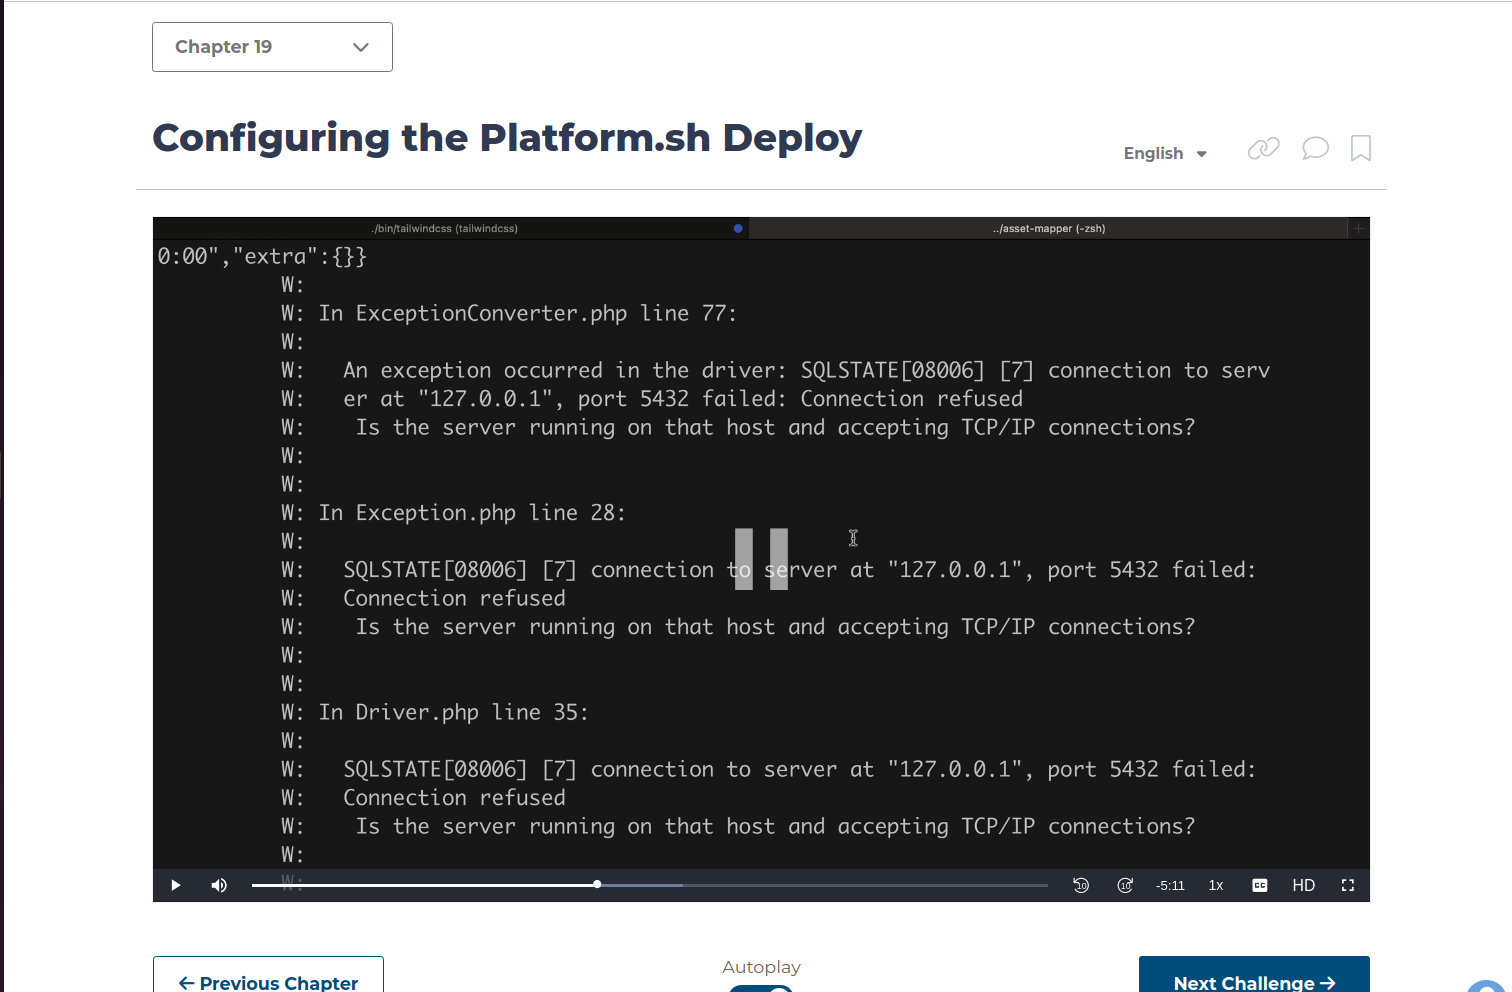 Chapter 19
Configuring the Platform.sh Deploy
English
./bin/tailwindcss (tailwindcss)
../asset-mapper (-zsh)
0:00","extra":{}}
W:
W: In ExceptionConverter.php line 77:
W:
W: An exception occurred in the driver: SQLSTATE[08006] [7] connection to serv
W: er at "127.0.0.1", port 5432 failed: Connection refused
W: Is the server running on that host and accepting TCP/IP connections?
W:
W:
W: In Exception.php line 28:
W:
W: SQLSTATE[08006] [7] connection to server at "127.0.0.1", port 5432 failed:
W: Connection refused
W: Is the server running on that host and accepting TCP/IP connections?
W:
W:
W: In Driver.php line 35:
W:
W: SQLSTATE[08006] [7] connection to server at "127.0.0.1", port 5432 failed:
W: Connection refused
W: Is the server running on that host and accepting TCP/IP connections?
W:
W:
10
10
-5:11
1x
CC
HD
← Previous Chapter
Autoplay
Next Challenge →